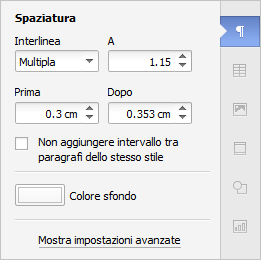 Spaziatura
Interlinea A
Multipla 1.15
Prima Dopo
0.3 cm 0.353 cm
Non aggiungere intervallo tra
paragrafi dello stesso stile
Colore sfondo
Mostra impostazioni avanzate